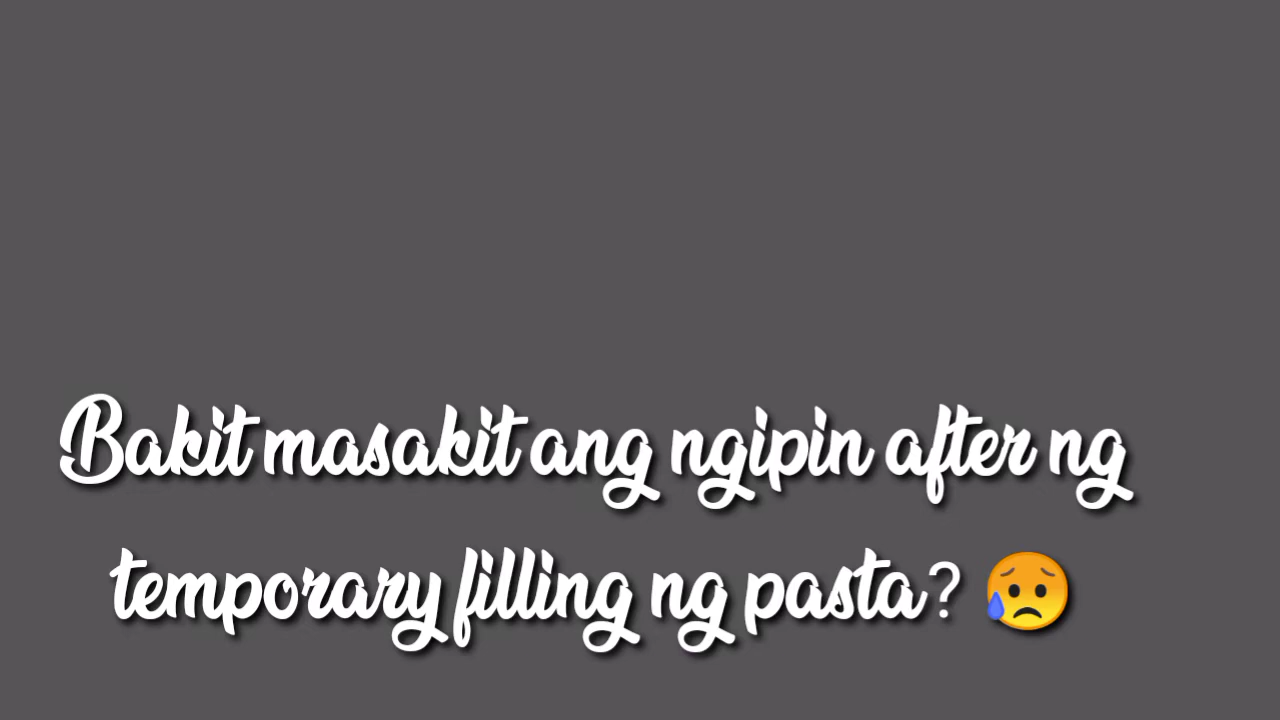 Bakit masakit ang ngipin after ng
temporary filling ng pasta? 😥